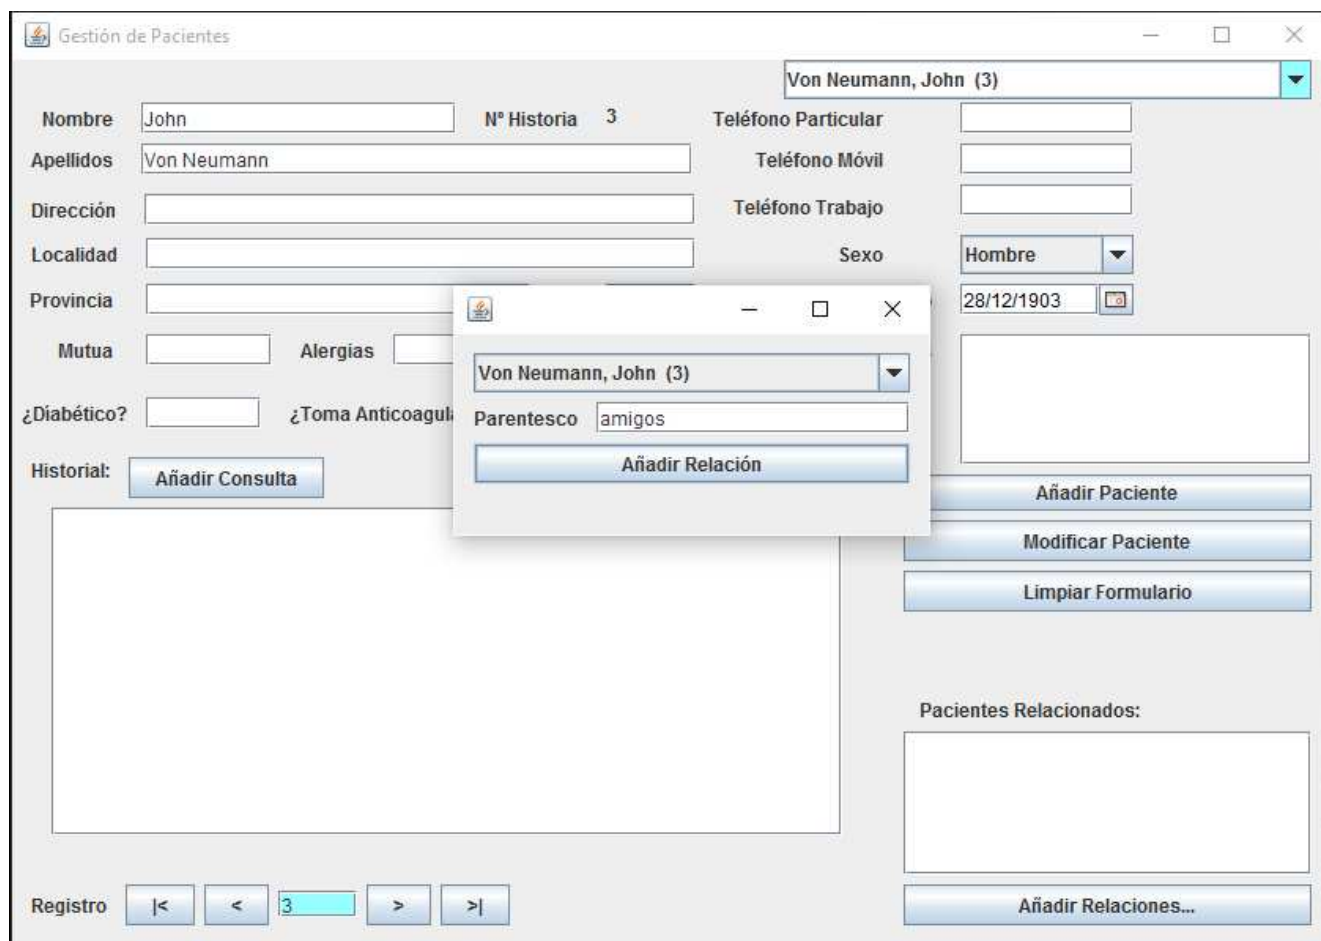 Gestión de Pacientes
Von Neumann, John (3)
Nombre John Nº Historia 3 Teléfono Particular
Apellidos Von Neumann Teléfono Móvil
Dirección Teléfono Trabajo
Localidad Sexo Hombre
Provincia 28/12/1903
Mutua Alergias
Von Neumann, John (3)
¿Diabético? ¿Toma Anticoagul
Parentesco amigos
Añadir Relación
Historial: Añadir Consulta
Añadir Paciente
Modificar Paciente
Limpiar Formulario
Pacientes Relacionados:
Registro |< < 3 > >|
Añadir Relaciones...